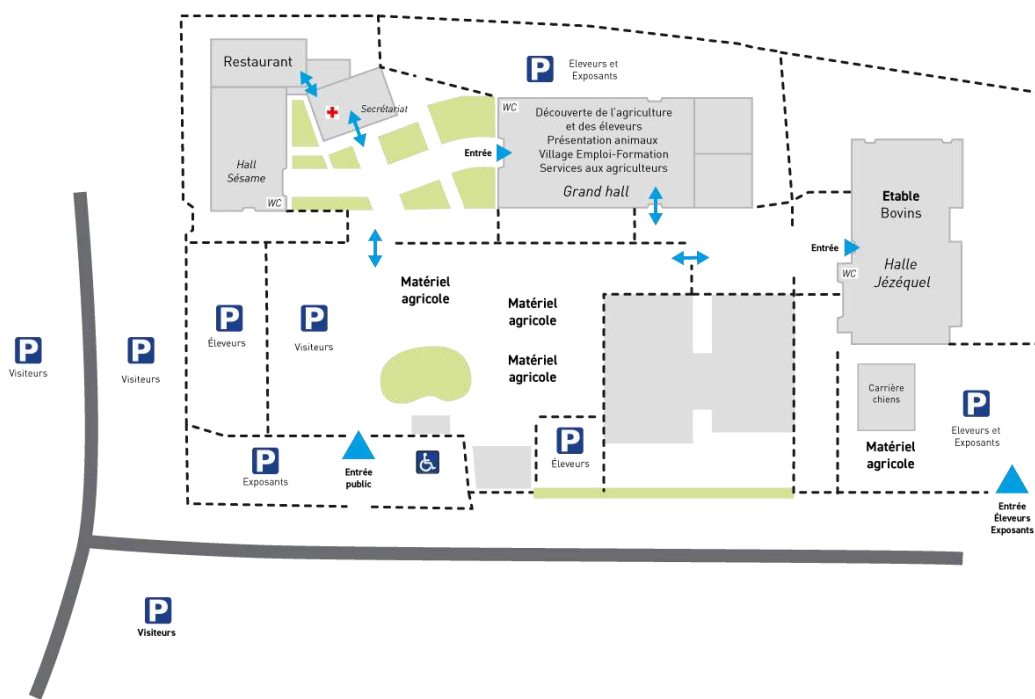 Restaurant
Secrétariat
Hall
Sésame
WC
P
Eleveurs et
Exposants
WC
Découverte de l'agriculture
et des éleveurs
Présentation animaux
Village Emploi-Formation
Services aux agriculteurs
Grand hall
Entrée
Etable
Bovins
Entrée
WC
Halle
Jézéquel
Matériel
agricole
Matériel
agricole
Matériel
agricole
P
Éleveurs
P
Visiteurs
P
Visiteurs
P
Visiteurs
Carrière
chiens
P
Eleveurs et
Exposants
Matériel
agricole
P
Exposants
Entrée
public
P
Éleveurs
Entrée
Éleveurs
Exposants
P
Visiteurs